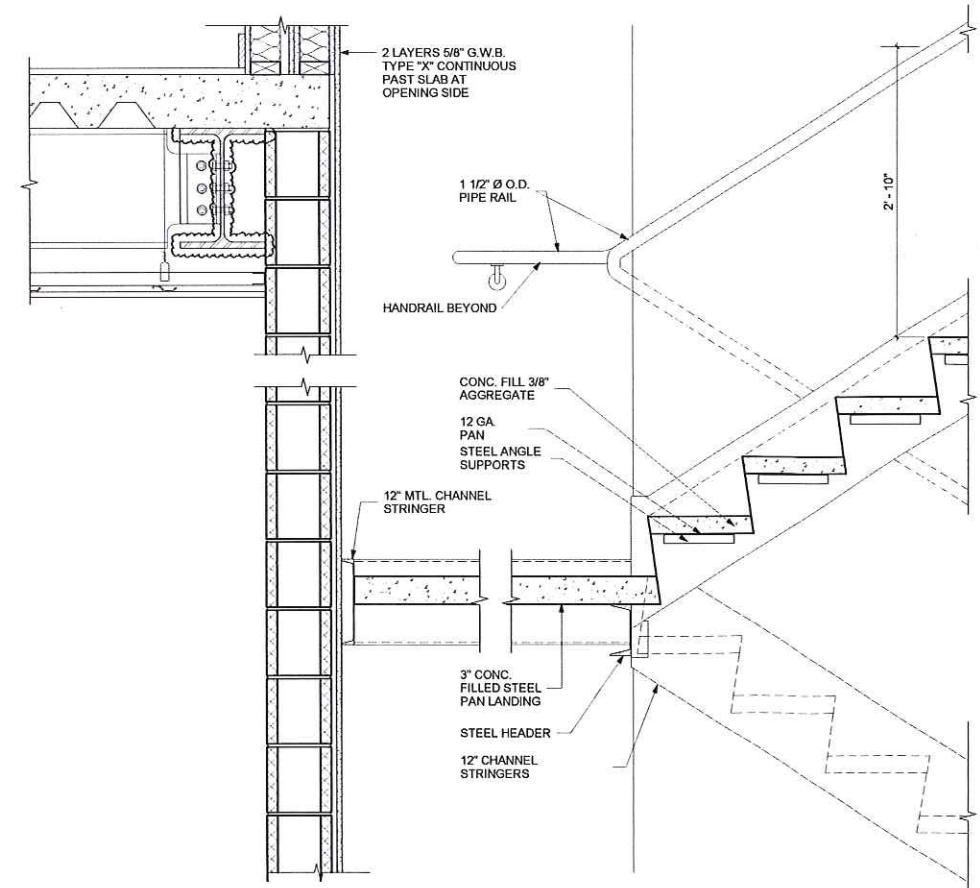 2 LAYERS 5/8" G.W.B.
TYPE "X" CONTINUOUS
PAST SLAB AT
OPENING SIDE
1 1/2" Ø O.D.
PIPE RAIL
2' - 10"
HANDRAIL BEYOND
CONC. FILL 3/8"
AGGREGATE
12 GA.
PAN
STEEL ANGLE
SUPPORTS
12" MTL. CHANNEL
STRINGER
3" CONC.
FILLED STEEL
PAN LANDING
STEEL HEADER
12" CHANNEL
STRINGERS